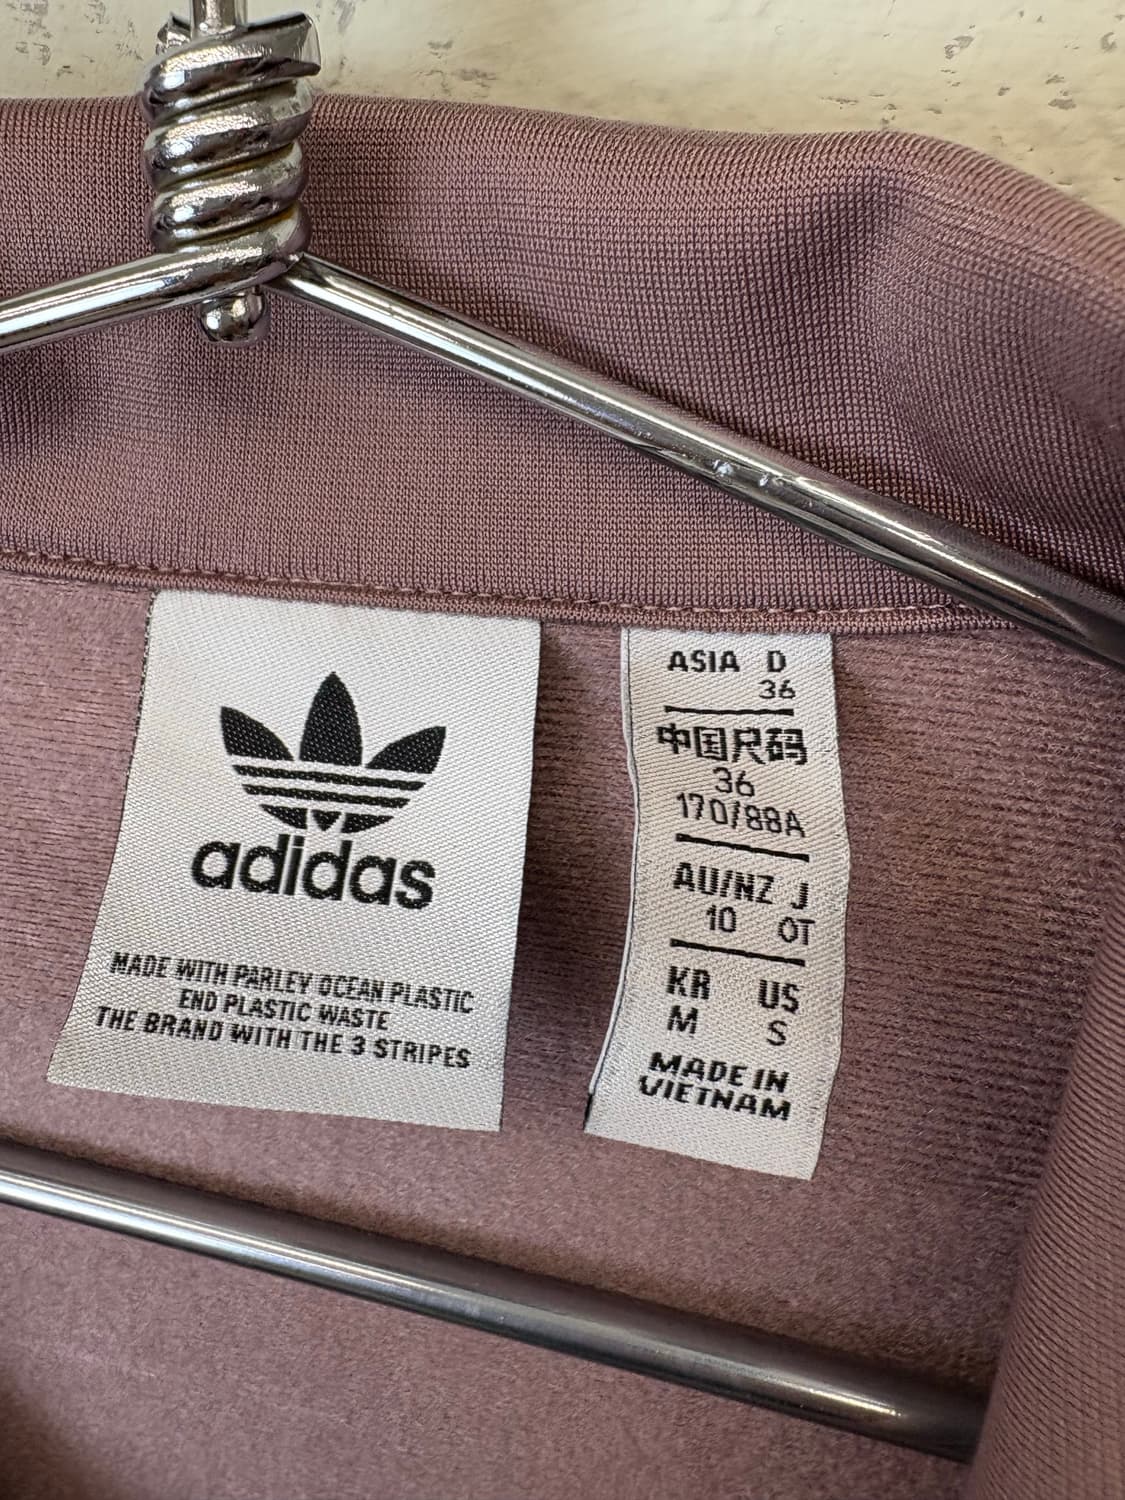 adidas
MADE WITH PARLEY OCEAN PLASTIC
END PLASTIC WASTE
THE BRAND WITH THE 3 STRIPES
ASIA D
36
中国尺码
36
170/88A
AU/NZ J
10 OT
KR US
M S
MADE IN
VIETNAM